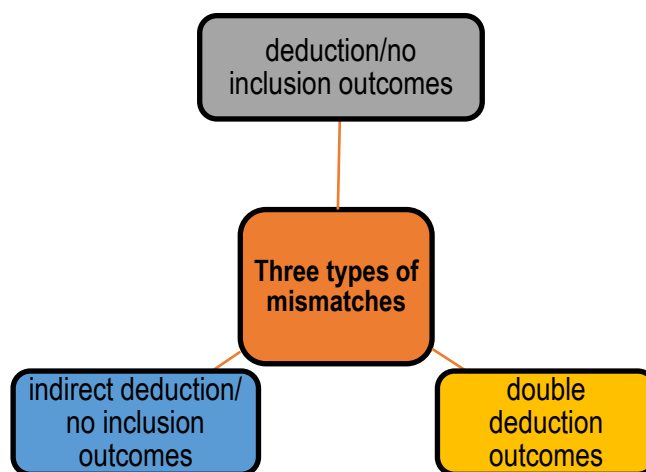 deduction/no
inclusion outcomes
Three types of
mismatches
indirect deduction/
no inclusion
outcomes
double
deduction
outcomes